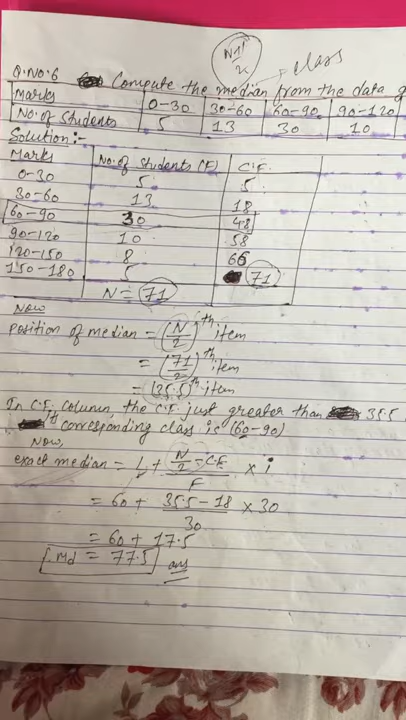 N+1
2
class
Q.No.6 Compute the median from the data g
Marks 0-30 30-60 60-90 90-120
No. of students 5 13 30 10
Solution:-
Marks No. of students (F) C.F.
0-30 5 5
30-60 13 18
60-90 30 48
90-120 10 58
120-150 8 66
150-180 5 71
N = 71
Now
position of median = (N/2)th item
= (71/2)th item
= (35.5)th item
In C.F. column, the C.F. just greater than 35.5
corresponding class is (60-90)
Now,
exact median = L + N/2 - C.F. × i
F
= 60 + 35.5 - 18 × 30
30
= 60 + 17.5
Md = 77.5 ans